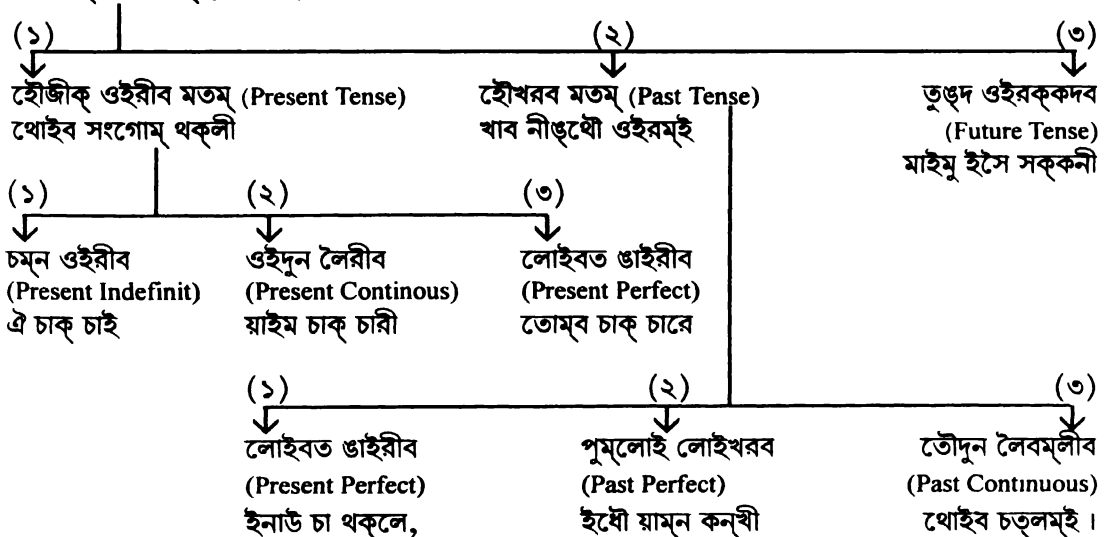 (১) (২) (৩)
হৌজীক্ ওইরীব মতম্ (Present Tense) হৌখরব মতম্ (Past Tense) তুঙ্দ ওইরক্কদব
থোইব সংগোম্ থক্লী খাব নীঙ্থৌ ওইরম্ই (Future Tense)
মাইমু ইসৈ সক্কনী
(১) (২) (৩)
চম্ন ওইরীব ওইদুন লৈরীব লোইবত ঙাইরীব
(Present Indefinit) (Present Continous) (Present Perfect)
ঐ চাক্ চাই য়াইম চাক্ চারী তোম্ব চাক্ চারে
(১) (২) (৩)
লোইবত ঙাইরীব পুম্লোই লোইখরব তৌদুন লৈবম্লীব
(Present Perfect) (Past Perfect) (Past Continuous)
ইনাউ চা থক্লে, ইধৌ য়াম্ন কন্খী থোইব চত্লম্ই।